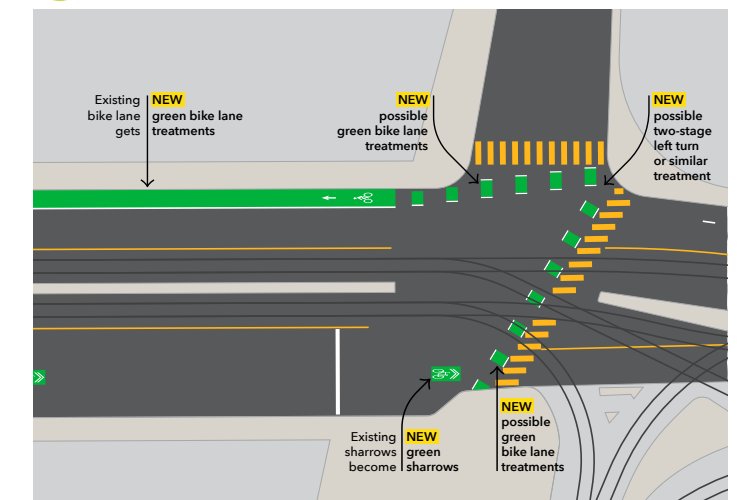 Existing
bike lane
gets
NEW
green bike lane
treatments
NEW
possible
green bike lane
treatments
NEW
possible
two-stage
left turn
or similar
treatment
Existing
sharrows
become
NEW
green
sharrows
NEW
possible
green
bike lane
treatments